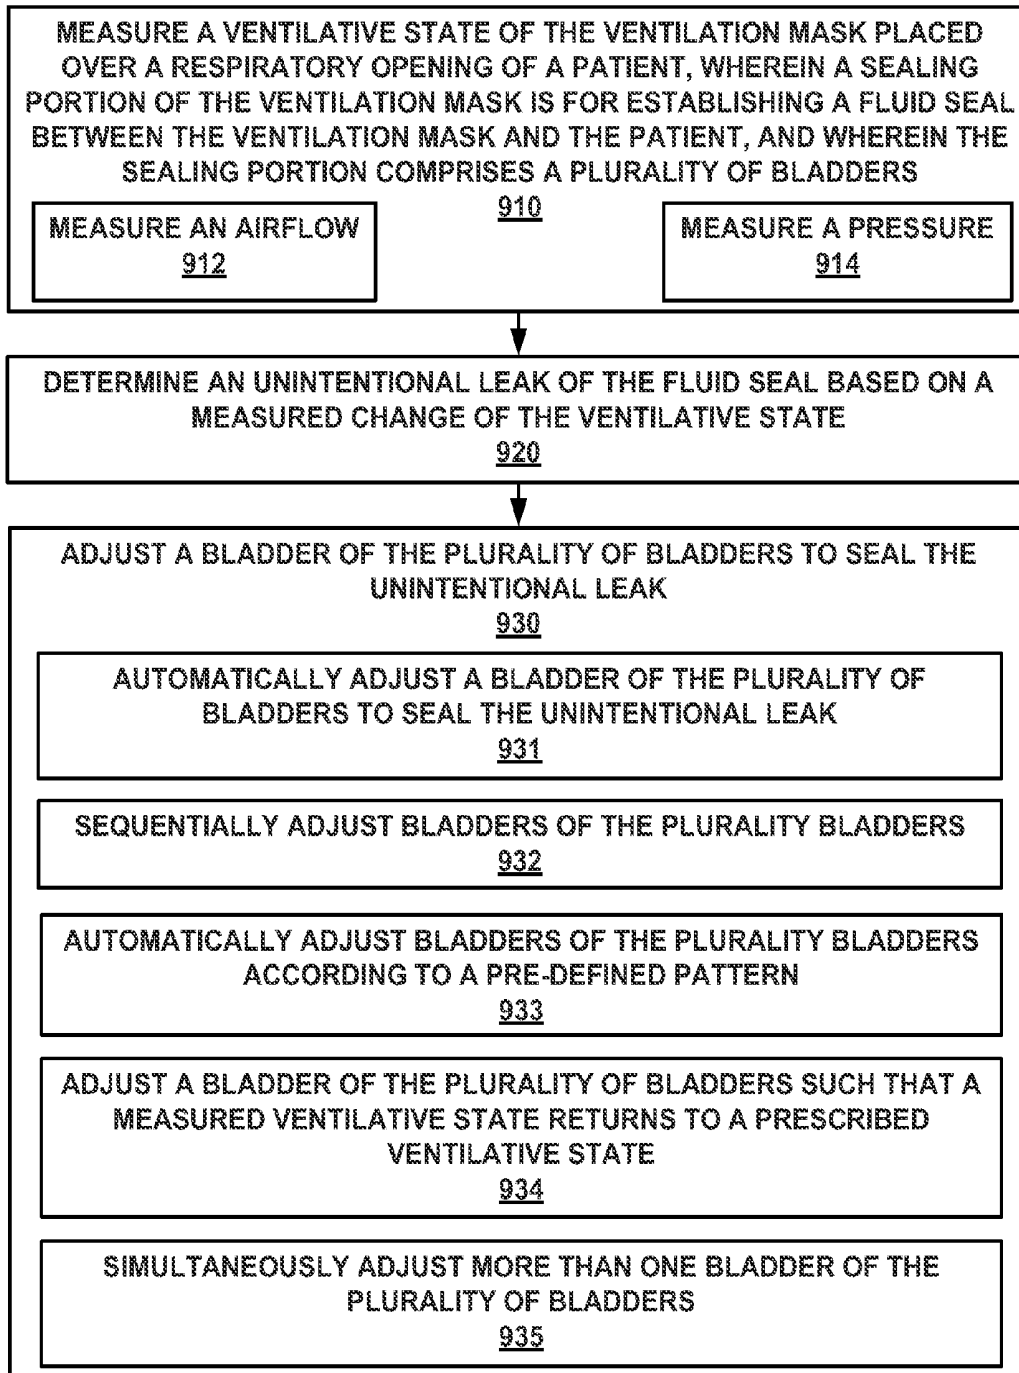 MEASURE A VENTILATIVE STATE OF THE VENTILATION MASK PLACED
OVER A RESPIRATORY OPENING OF A PATIENT, WHEREIN A SEALING
PORTION OF THE VENTILATION MASK IS FOR ESTABLISHING A FLUID SEAL
BETWEEN THE VENTILATION MASK AND THE PATIENT, AND WHEREIN THE
SEALING PORTION COMPRISES A PLURALITY OF BLADDERS
910
MEASURE AN AIRFLOW
912
MEASURE A PRESSURE
914
DETERMINE AN UNINTENTIONAL LEAK OF THE FLUID SEAL BASED ON A
MEASURED CHANGE OF THE VENTILATIVE STATE
920
ADJUST A BLADDER OF THE PLURALITY OF BLADDERS TO SEAL THE
UNINTENTIONAL LEAK
930
AUTOMATICALLY ADJUST A BLADDER OF THE PLURALITY OF
BLADDERS TO SEAL THE UNINTENTIONAL LEAK
931
SEQUENTIALLY ADJUST BLADDERS OF THE PLURALITY BLADDERS
932
AUTOMATICALLY ADJUST BLADDERS OF THE PLURALITY BLADDERS
ACCORDING TO A PRE-DEFINED PATTERN
933
ADJUST A BLADDER OF THE PLURALITY OF BLADDERS SUCH THAT A
MEASURED VENTILATIVE STATE RETURNS TO A PRESCRIBED
VENTILATIVE STATE
934
SIMULTANEOUSLY ADJUST MORE THAN ONE BLADDER OF THE
PLURALITY OF BLADDERS
935